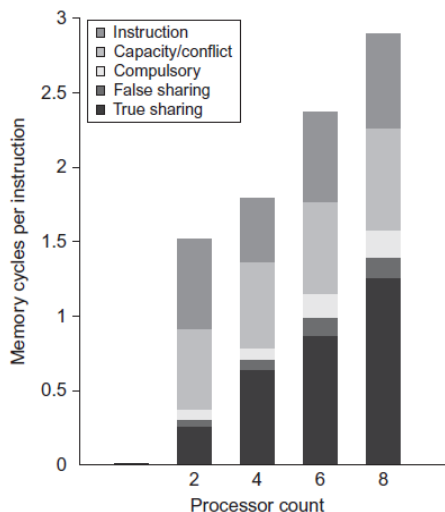 3
2.5
2
1.5
1
0.5
0
Memory cycles per instruction
Instruction
Capacity/conflict
Compulsory
False sharing
True sharing
2 4 6 8
Processor count